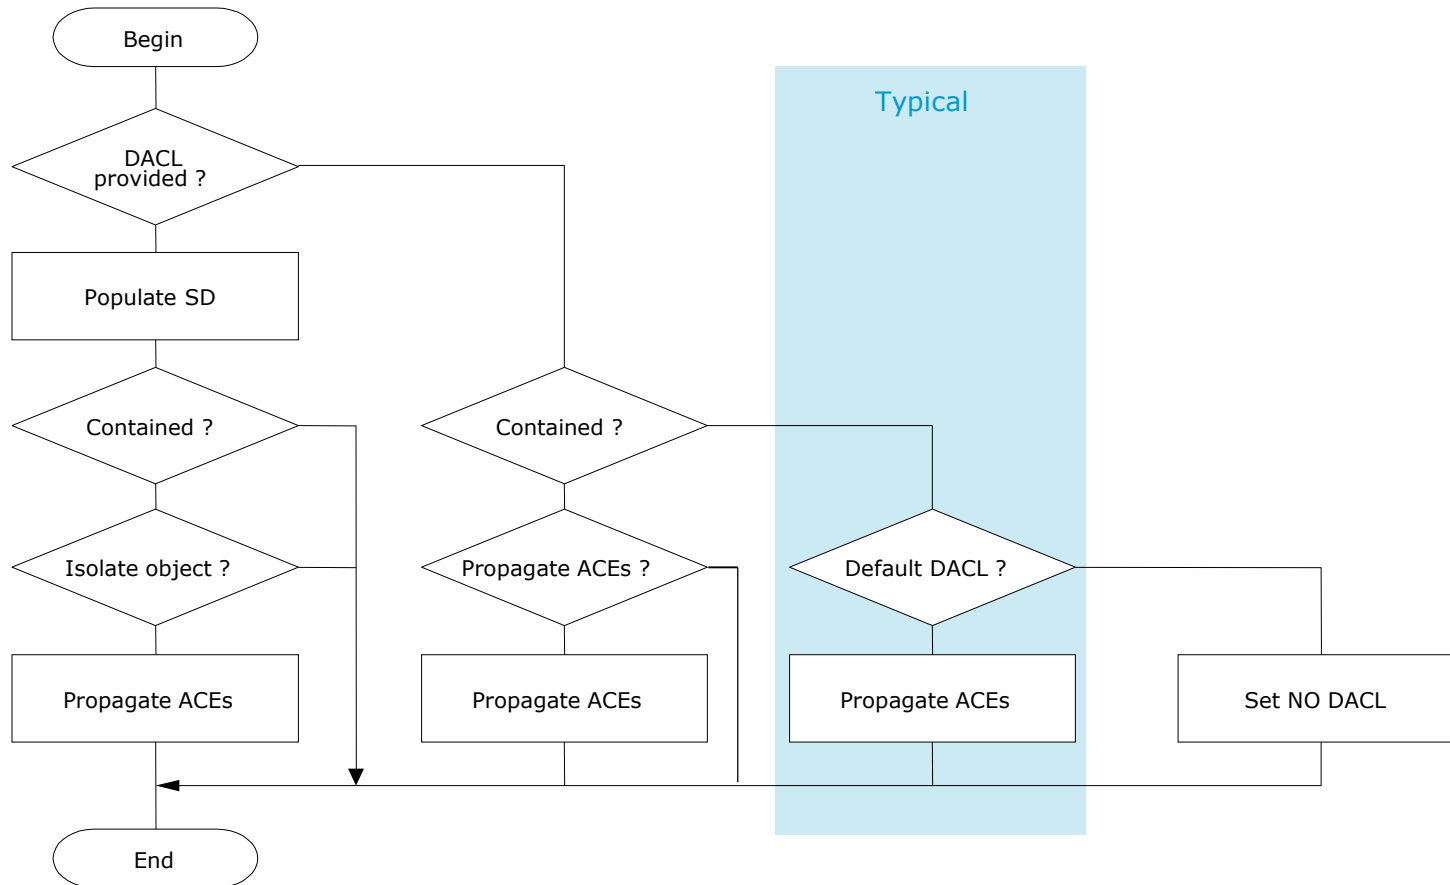 Begin
Typical
DACL
provided ?
Populate SD
Contained ?
Contained ?
Isolate object ?
Propagate ACEs ?
Default DACL ?
Propagate ACEs
Propagate ACEs
Propagate ACEs
Set NO DACL
End